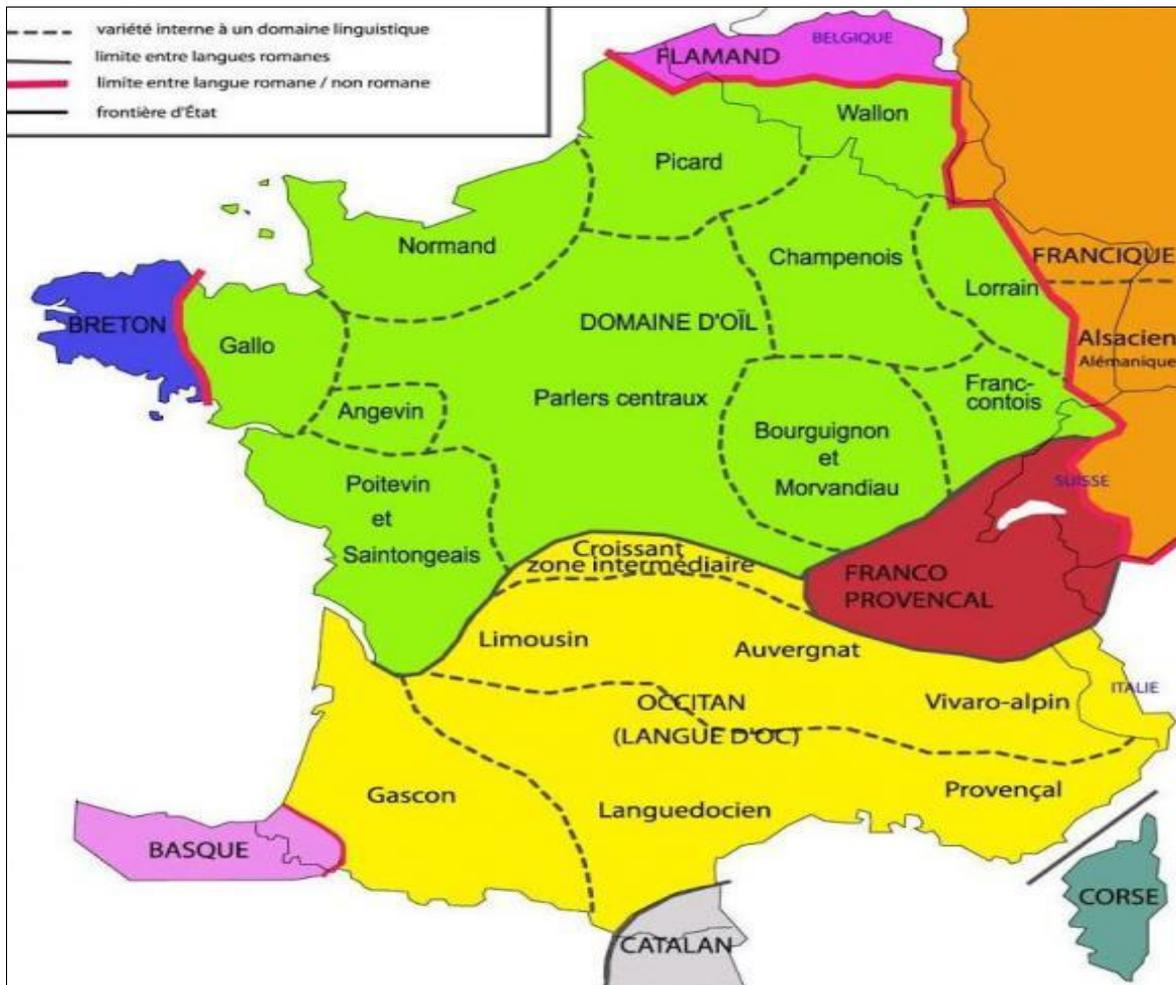 variété interne à un domaine linguistique
limite entre langues romanes
limite entre langue romane / non romane
frontière d'État
BELGIQUE
FLAMAND
Wallon
Picard
Normand
Champenois
FRANCIQUE
Lorrain
BRETON
Gallo
DOMAINE D'OÏL
Alsacien
Alémanique
Angevin
Parlers centraux
Franc-
contois
Bourguignon
et
Morvandiau
Poitevin
et
Saintongeais
SUISSE
Croissant
zone intermédiaire
FRANCO
PROVENCAL
Limousin
Auvergnat
ITALIE
OCCITAN
(LANGUE D'OC)
Vivaro-alpin
Gascon
Languedocien
Provençal
BASQUE
CORSE
CATALAN